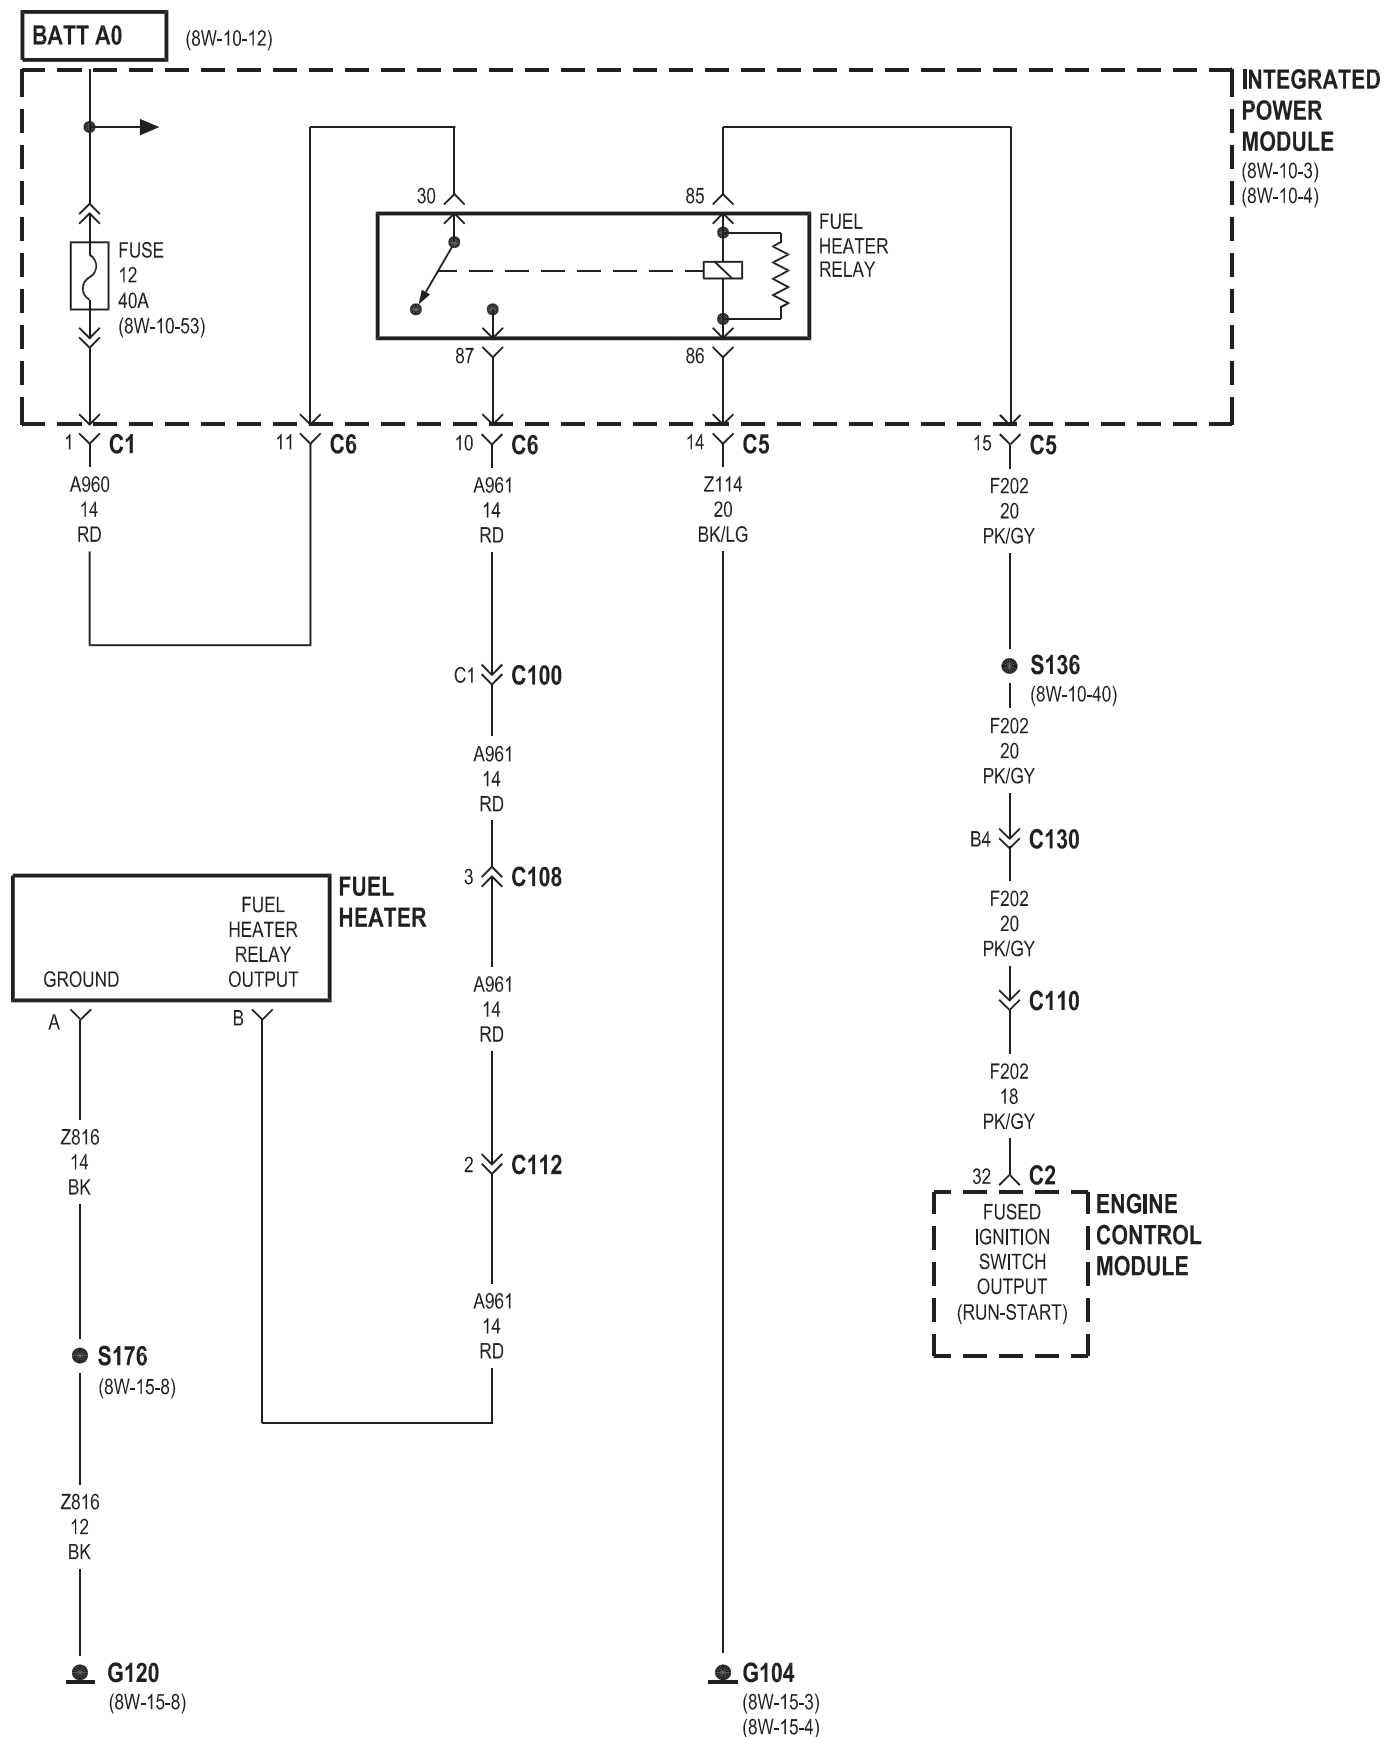 BATT A0
(8W-10-12)
INTEGRATED
POWER
MODULE
(8W-10-3)
(8W-10-4)
30
85
FUEL
HEATER
RELAY
FUSE
12
40A
(8W-10-53)
87
86
1
C1
11
C6
10
C6
14
C5
15
C5
A960
14
RD
A961
14
RD
Z114
20
BK/LG
F202
20
PK/GY
S136
(8W-10-40)
C1
C100
F202
20
PK/GY
A961
14
RD
B4
C130
3
C108
FUEL
HEATER
FUEL
HEATER
RELAY
OUTPUT
GROUND
F202
20
PK/GY
A961
14
RD
C110
A
B
F202
18
PK/GY
Z816
14
BK
2
C112
32
C2
FUSED
IGNITION
SWITCH
OUTPUT
(RUN-START)
ENGINE
CONTROL
MODULE
A961
14
RD
S176
(8W-15-8)
Z816
12
BK
G120
(8W-15-8)
G104
(8W-15-3)
(8W-15-4)